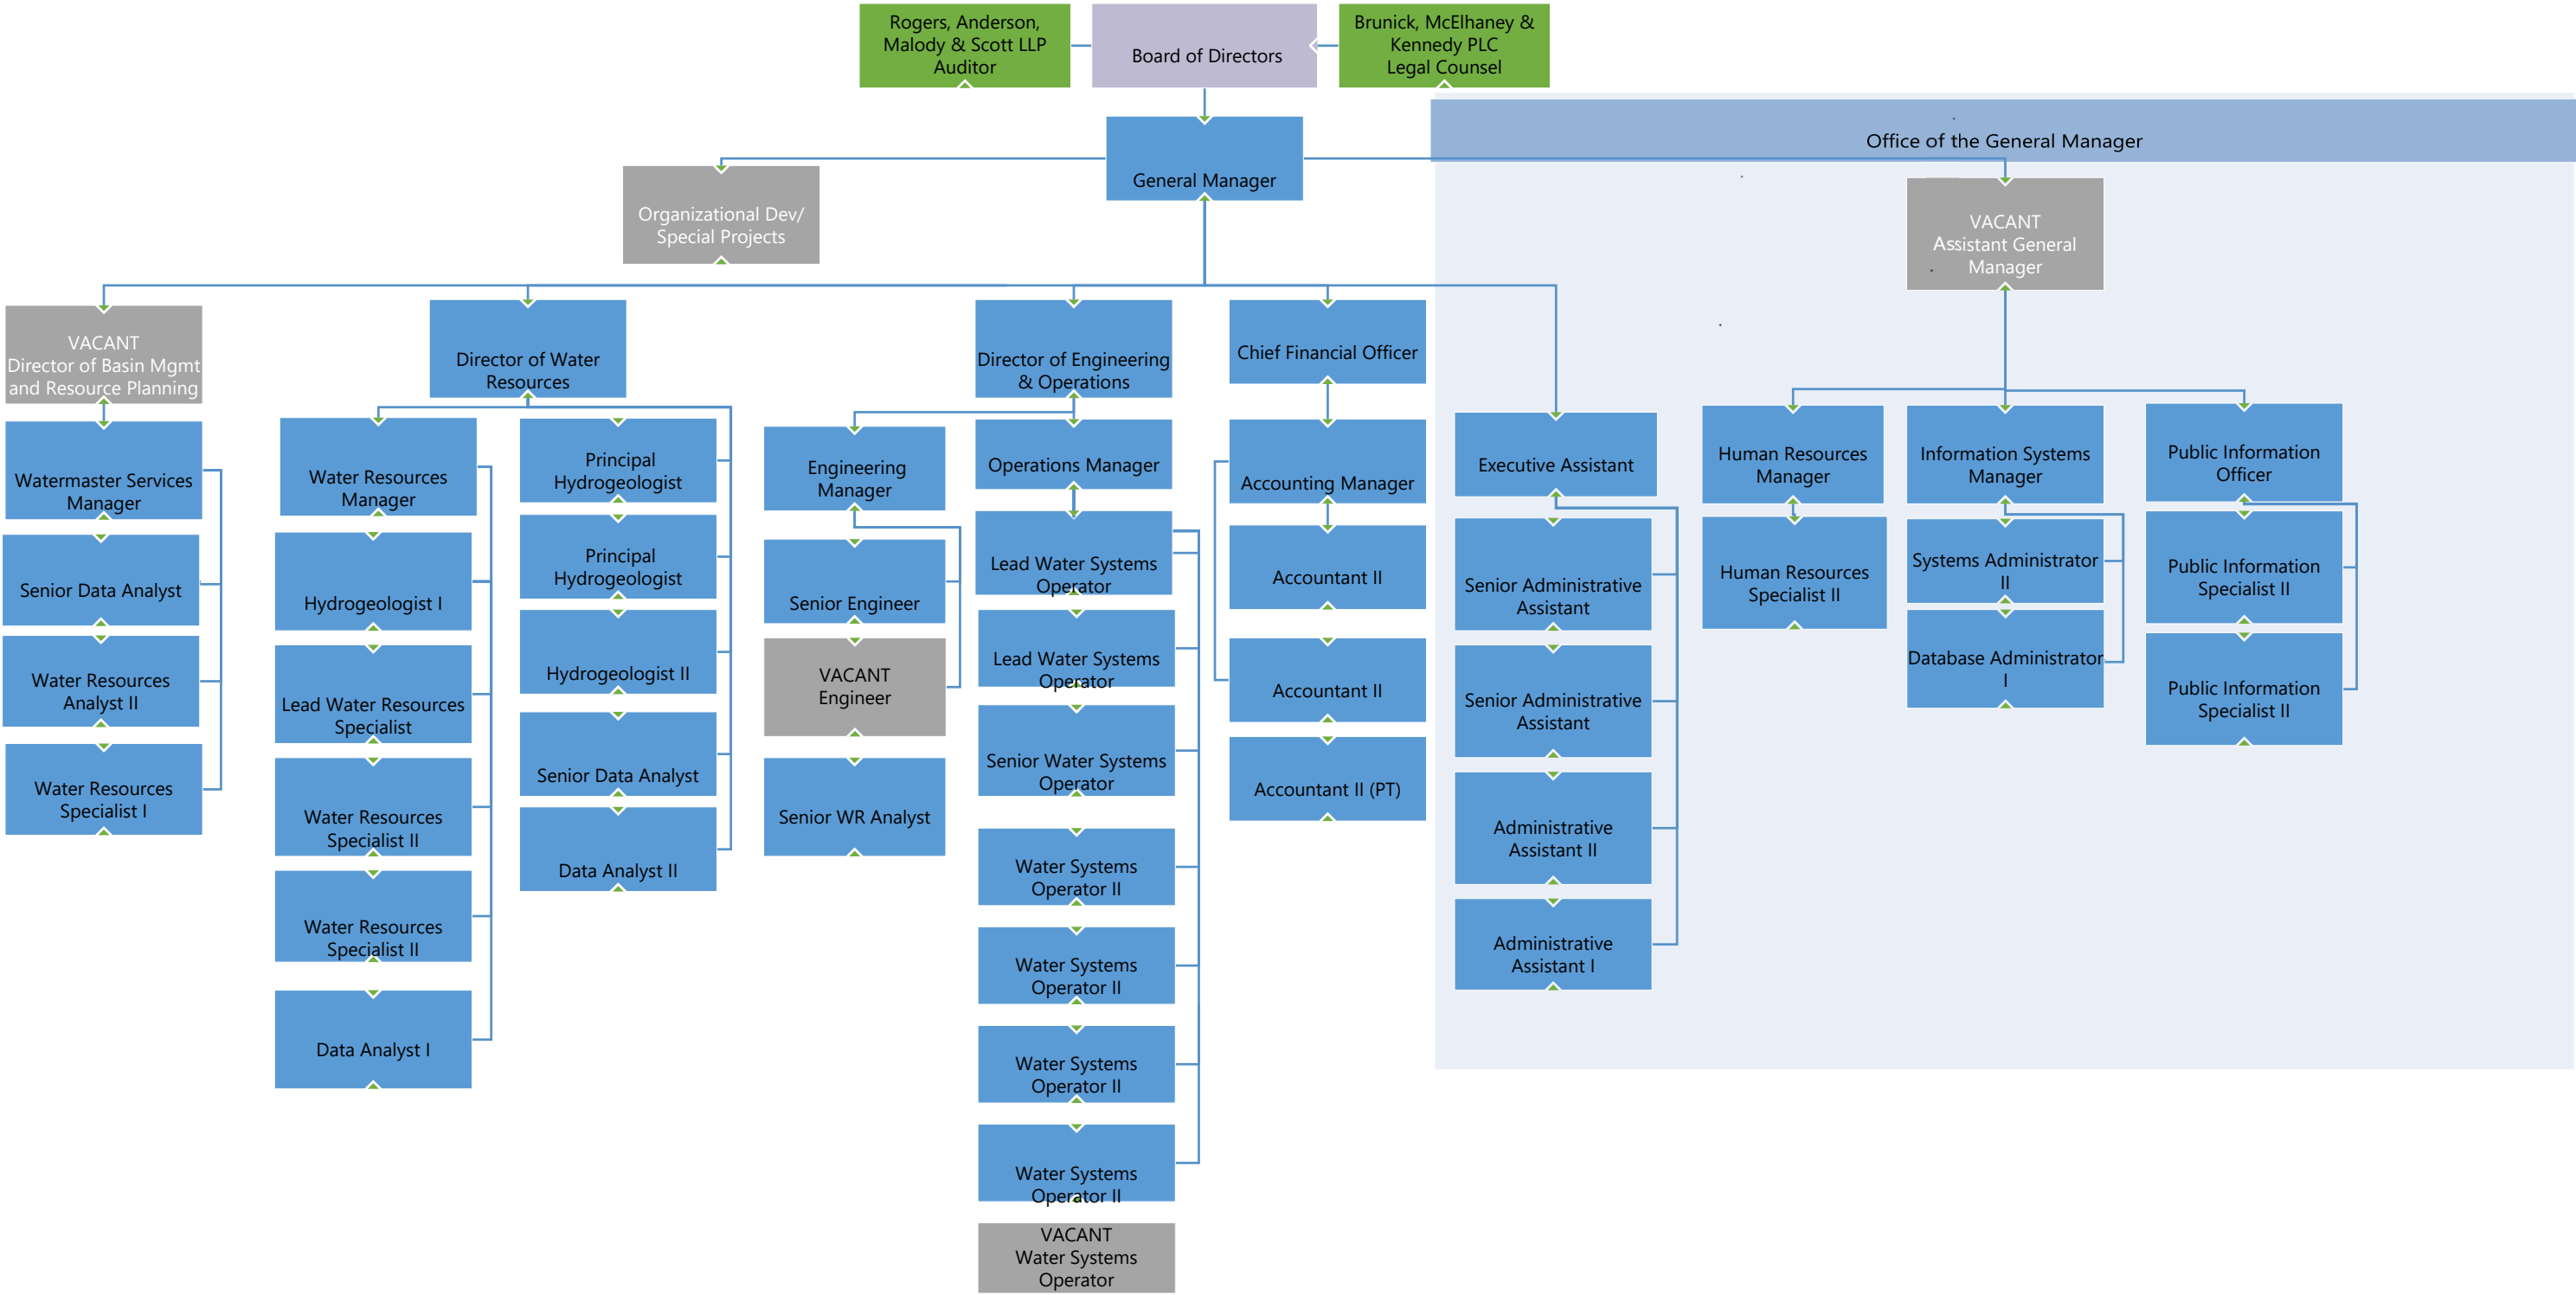 Rogers, Anderson,
Malody & Scott LLP
Auditor
Board of Directors
Brunick, McElhaney &
Kennedy PLC
Legal Counsel
Office of the General Manager
General Manager
Organizational Dev/
Special Projects
VACANT
Assistant General
Manager
VACANT
Director of Basin Mgmt
and Resource Planning
Director of Water
Resources
Director of Engineering
& Operations
Chief Financial Officer
Watermaster Services
Manager
Senior Data Analyst
Water Resources
Analyst II
Water Resources
Specialist I
Water Resources
Manager
Hydrogeologist I
Lead Water Resources
Specialist
Water Resources
Specialist II
Water Resources
Specialist II
Data Analyst I
Principal
Hydrogeologist
Principal
Hydrogeologist
Hydrogeologist II
Senior Data Analyst
Data Analyst II
Engineering
Manager
Senior Engineer
VACANT
Engineer
Senior WR Analyst
Operations Manager
Lead Water Systems
Operator
Lead Water Systems
Operator
Senior Water Systems
Operator
Water Systems
Operator II
Water Systems
Operator II
Water Systems
Operator II
Water Systems
Operator II
VACANT
Water Systems
Operator
Accounting Manager
Accountant II
Accountant II
Accountant II (PT)
Executive Assistant
Senior Administrative
Assistant
Senior Administrative
Assistant
Administrative
Assistant II
Administrative
Assistant I
Human Resources
Manager
Human Resources
Specialist II
Information Systems
Manager
Systems Administrator
II
Database Administrator
I
Public Information
Officer
Public Information
Specialist II
Public Information
Specialist II